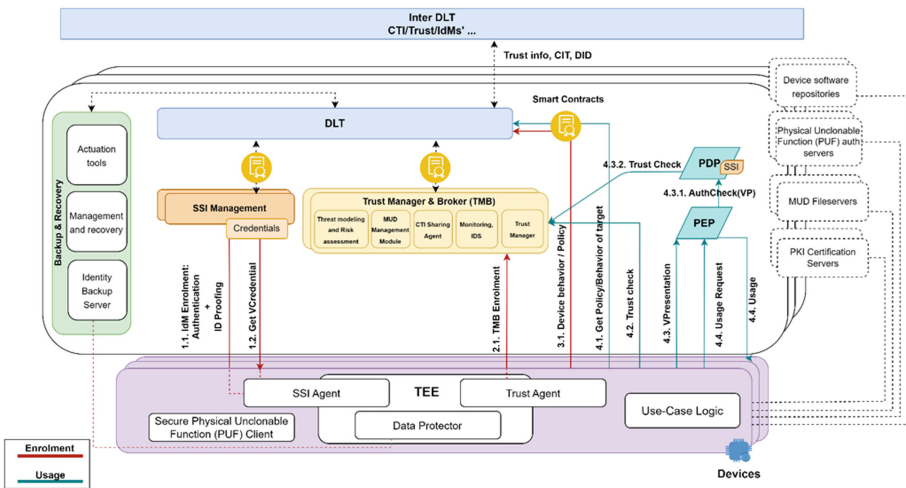 Inter DLT
CTI/Trust/IdMs' ...
Trust info, CIT, DID
Device software
repositories
Smart Contracts
DLT
Physical Unclonable
Function (PUF) auth
servers
Actuation
tools
4.3.2. Trust Check
PDP
SSI
4.3.1. AuthCheck(VP)
Backup & Recovery
Management
and recovery
SSI Management
Credentials
Trust Manager & Broker (TMB)
Threat modeling
and Risk
assessment
MUD
Management
Module
CTI Sharing
Agent
Monitoring,
IDS
Trust
Manager
PEP
MUD Fileservers
PKI Certification
Servers
Identity
Backup
Server
1.1. IdM Enrolment:
Authentication
+
ID Proofing
1.2. Get VCredential
2.1. TMB Enrolment
3.1. Device behavior / Policy
4.1. Get Policy/Behavior of target
4.2. Trust check
4.3. VPresentation
4.4. Usage Request
4.4. Usage
TEE
SSI Agent
Trust Agent
Use-Case Logic
Secure Physical Unclonable
Function (PUF) Client
Data Protector
Enrolment
Usage
Devices